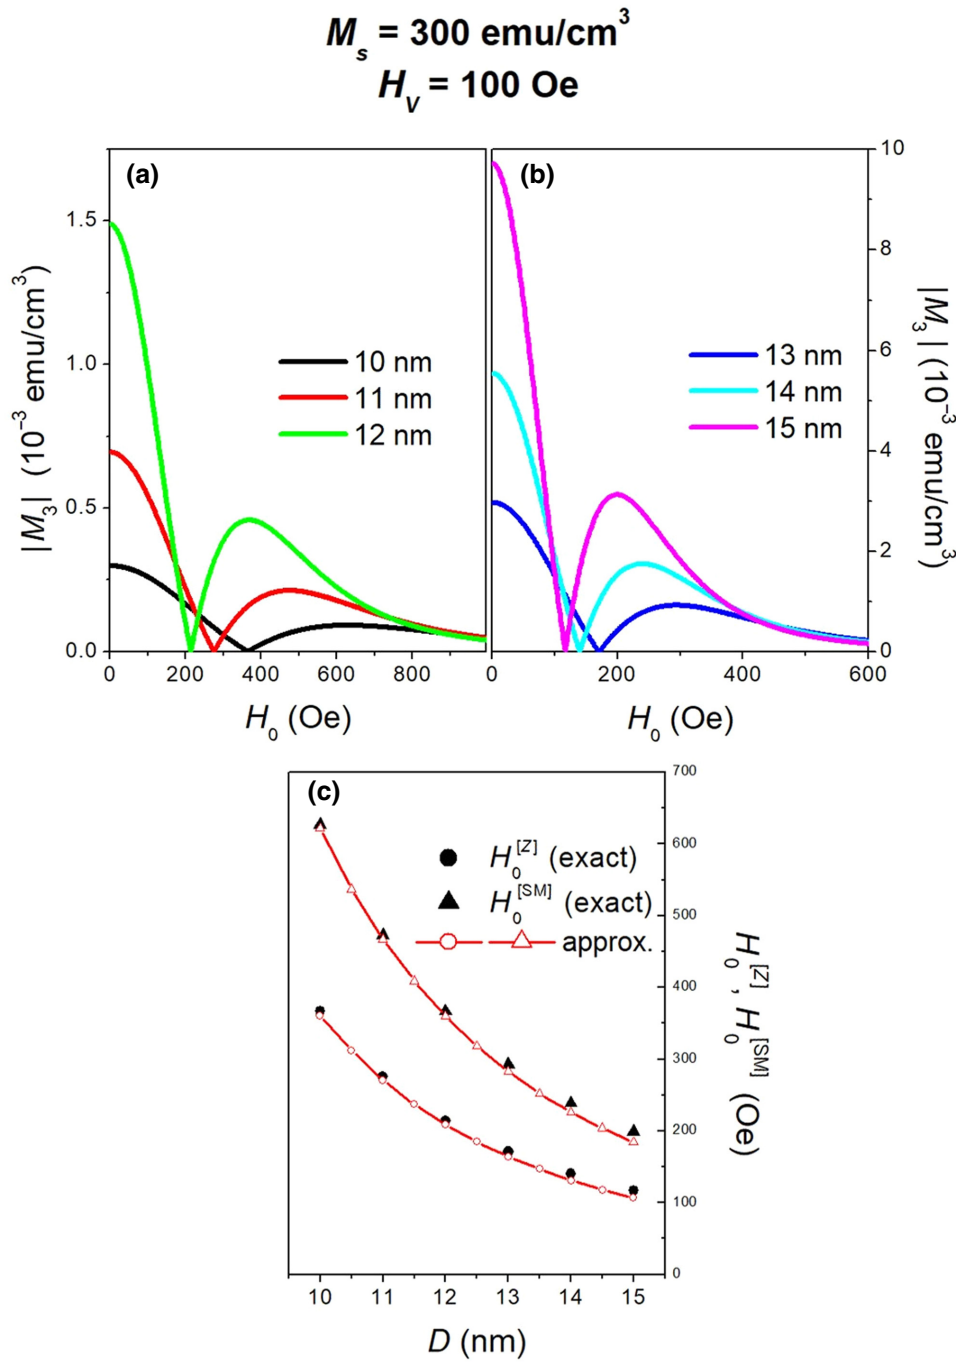 M_s = 300 emu/cm³
H_V = 100 Oe
(a)
1.5
1.0
0.5
0.0
|M₃| (10⁻³ emu/cm³)
10 nm
11 nm
12 nm
0 200 400 600 800
H₀ (Oe)
(b)
10
8
6
4
2
0
|M₃| (10⁻³ emu/cm³)
13 nm
14 nm
15 nm
0 200 400 600
H₀ (Oe)
(c)
H₀^[Z] (exact)
H₀^[SM] (exact)
approx.
700
600
500
400
300
200
100
0
H₀^[Z], H₀^[SM] (Oe)
10 11 12 13 14 15
D (nm)